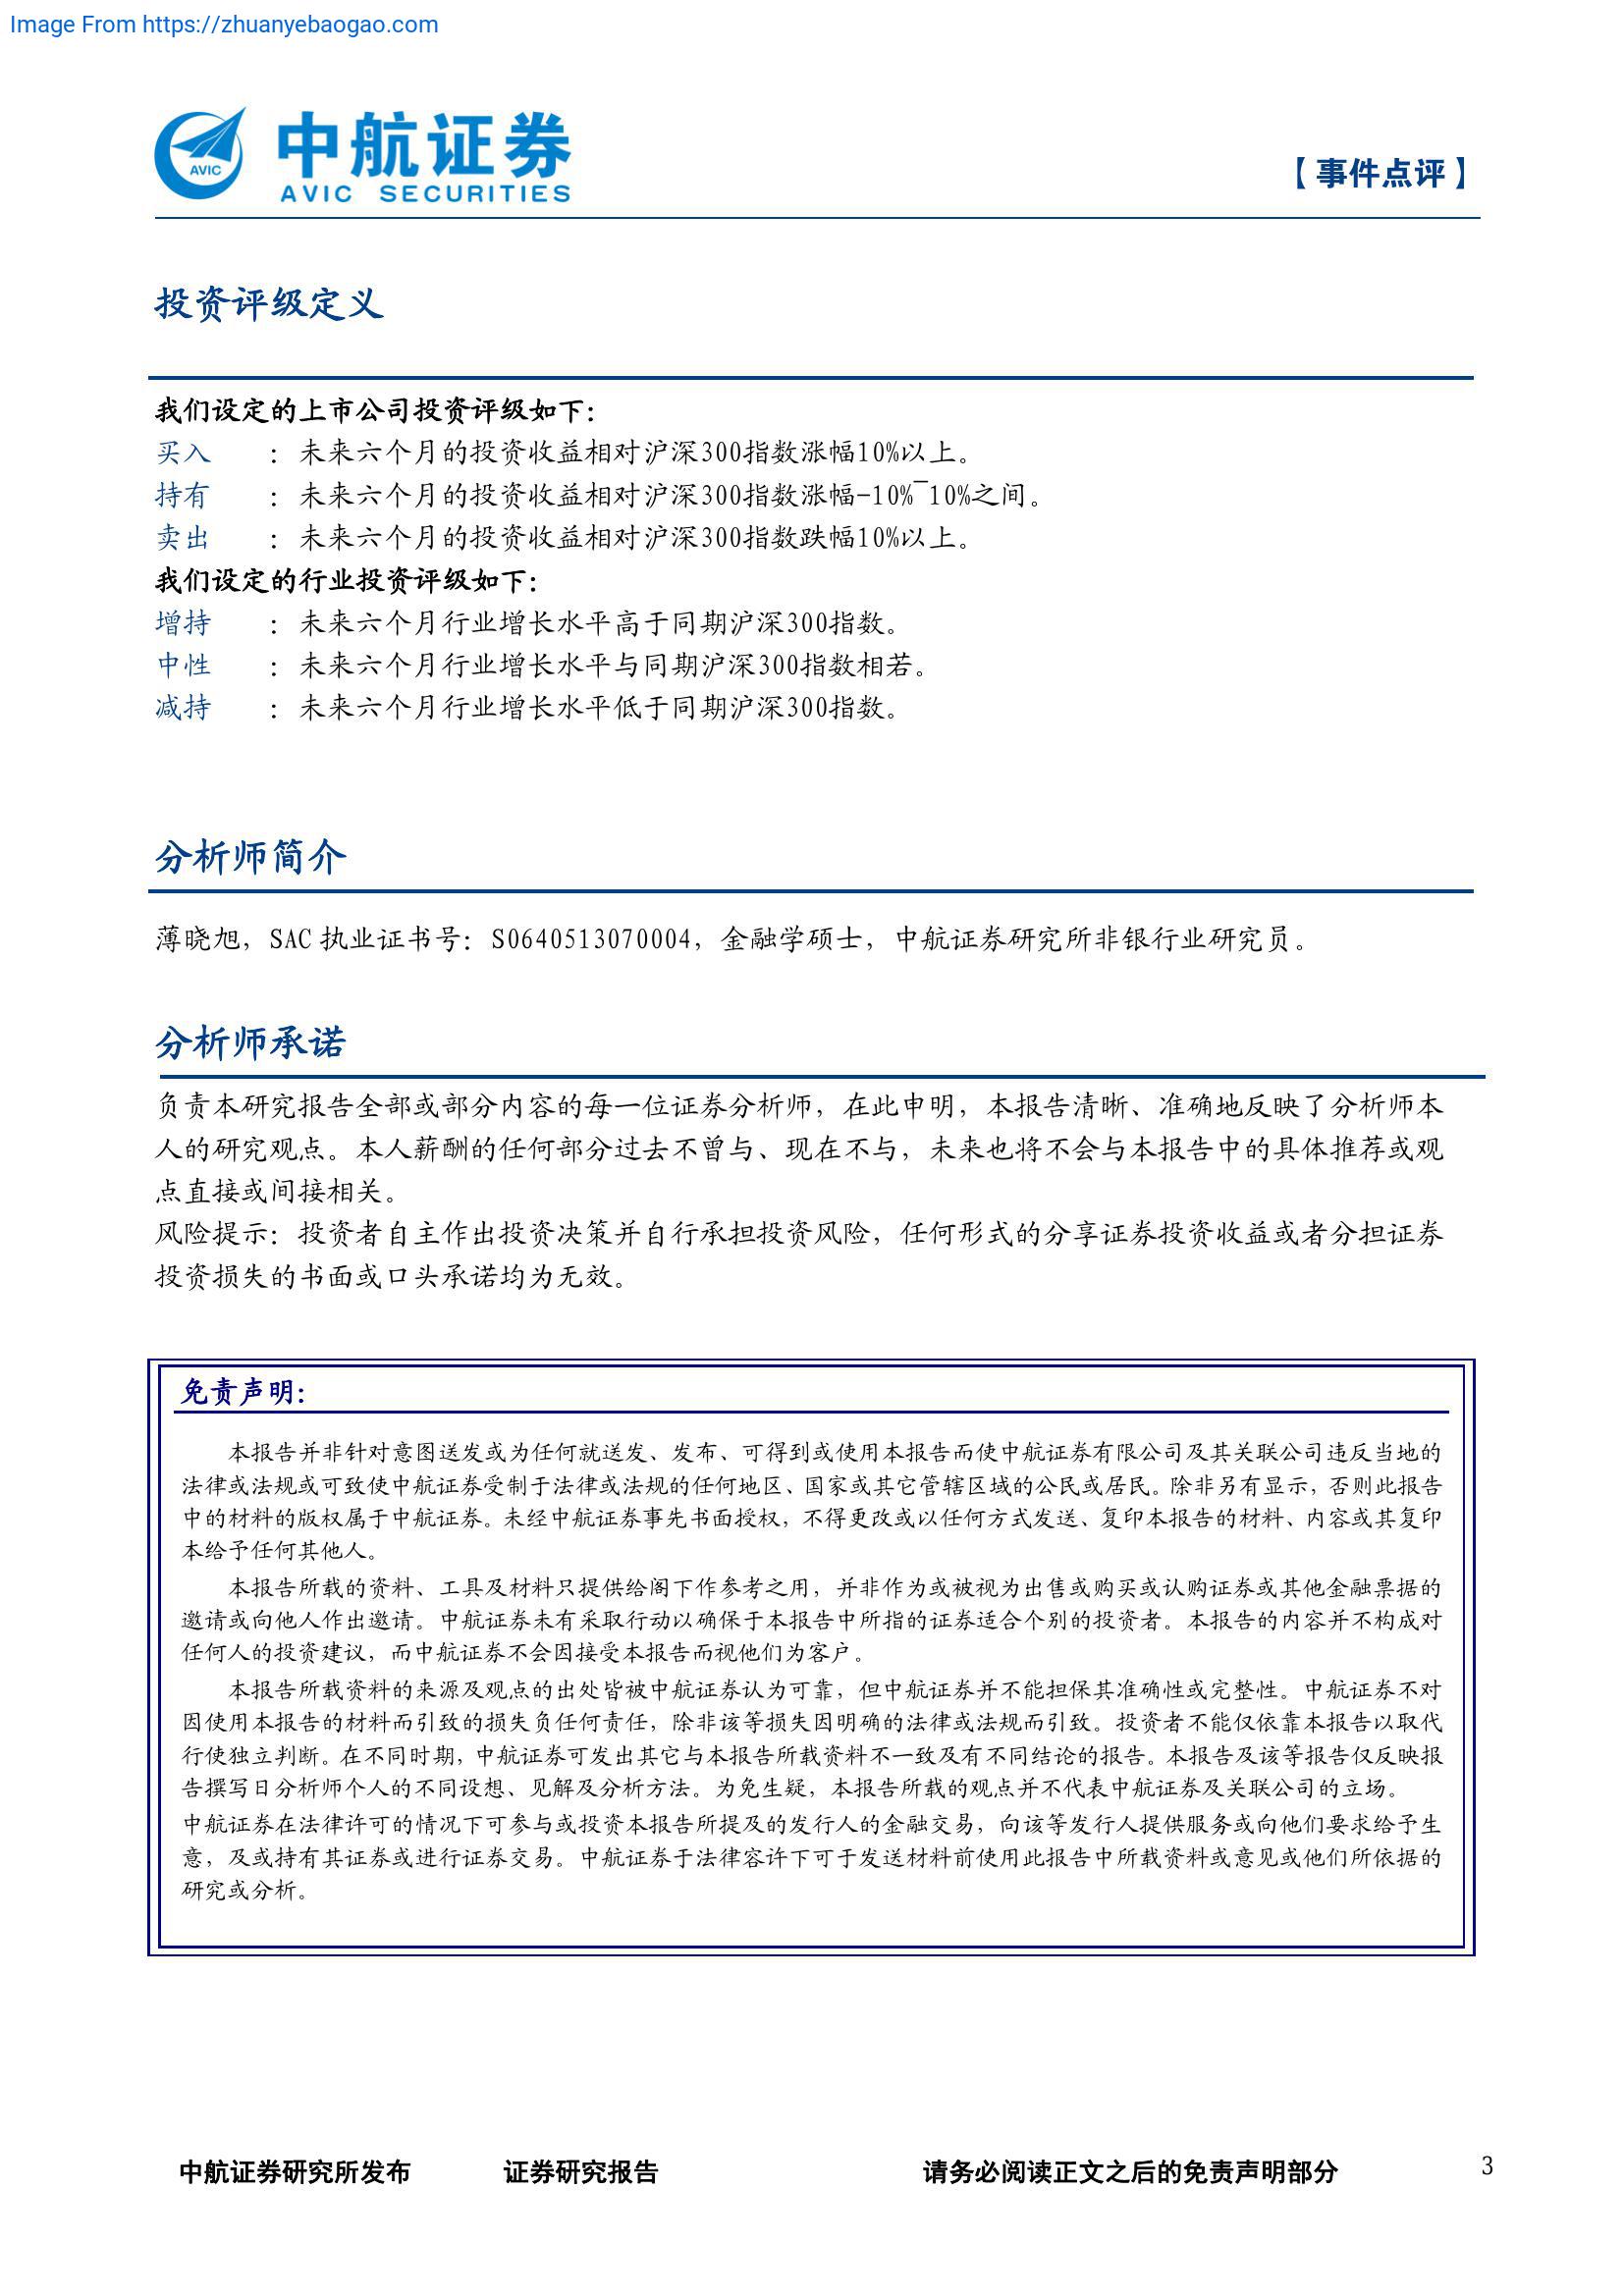 Image From https://zhuanyebaogao.com
AVIC
中航证券
AVIC SECURITIES
【事件点评】
投资评级定义
我们设定的上市公司投资评级如下：
买入 ：未来六个月的投资收益相对沪深300指数涨幅10%以上。
持有 ：未来六个月的投资收益相对沪深300指数涨幅-10%~10%之间。
卖出 ：未来六个月的投资收益相对沪深300指数跌幅10%以上。
我们设定的行业投资评级如下：
增持 ：未来六个月行业增长水平高于同期沪深300指数。
中性 ：未来六个月行业增长水平与同期沪深300指数相若。
减持 ：未来六个月行业增长水平低于同期沪深300指数。
分析师简介
薄晓旭，SAC 执业证书号：S0640513070004，金融学硕士，中航证券研究所非银行业研究员。
分析师承诺
负责本研究报告全部或部分内容的每一位证券分析师，在此申明，本报告清晰、准确地反映了分析师本
人的研究观点。本人薪酬的任何部分过去不曾与、现在不与，未来也将不会与本报告中的具体推荐或观
点直接或间接相关。
风险提示：投资者自主作出投资决策并自行承担投资风险，任何形式的分享证券投资收益或者分担证券
投资损失的书面或口头承诺均为无效。
免责声明：
本报告并非针对意图送发或为任何就送发、发布、可得到或使用本报告而使中航证券有限公司及其关联公司违反当地的
法律或法规或可致使中航证券受制于法律或法规的任何地区、国家或其它管辖区域的公民或居民。除非另有显示，否则此报告
中的材料的版权属于中航证券。未经中航证券事先书面授权，不得更改或以任何方式发送、复印本报告的材料、内容或其复印
本给予任何其他人。
本报告所载的资料、工具及材料只提供给阁下作参考之用，并非作为或被视为出售或购买或认购证券或其他金融票据的
邀请或向他人作出邀请。中航证券未有采取行动以确保于本报告中所指的证券适合个别的投资者。本报告的内容并不构成对
任何人的投资建议，而中航证券不会因接受本报告而视他们为客户。
本报告所载资料的来源及观点的出处皆被中航证券认为可靠，但中航证券并不能担保其准确性或完整性。中航证券不对
因使用本报告的材料而引致的损失负任何责任，除非该等损失因明确的法律或法规而引致。投资者不能仅依靠本报告以取代
行使独立判断。在不同时期，中航证券可发出其它与本报告所载资料不一致及有不同结论的报告。本报告及该等报告仅反映报
告撰写日分析师个人的不同设想、见解及分析方法。为免生疑，本报告所载的观点并不代表中航证券及关联公司的立场。
中航证券在法律许可的情况下可参与或投资本报告所提及的发行人的金融交易，向该等发行人提供服务或向他们要求给予生
意，及或持有其证券或进行证券交易。中航证券于法律容许下可于发送材料前使用此报告中所载资料或意见或他们所依据的
研究或分析。
中航证券研究所发布 证券研究报告 请务必阅读正文之后的免责声明部分 3